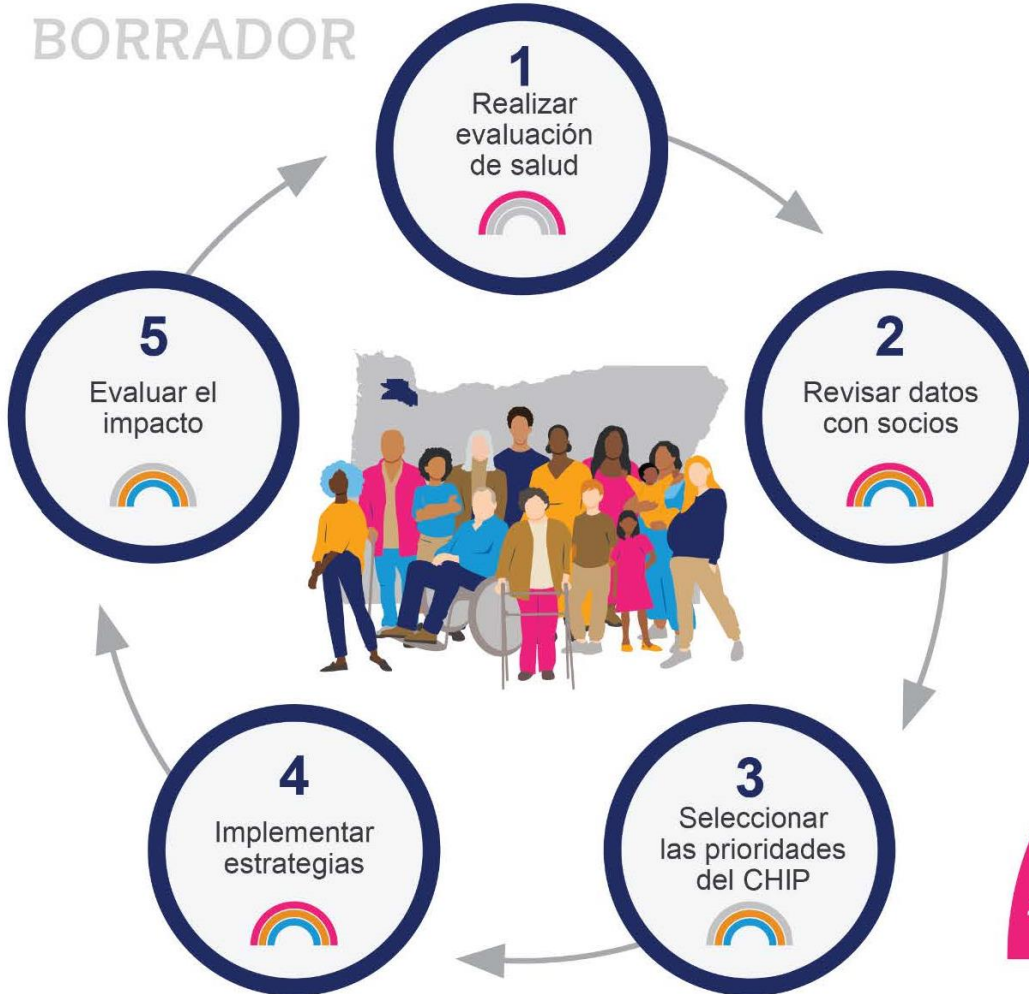 BORRADOR
1
Realizar
evaluación
de salud
2
Revisar datos
con socios
3
Seleccionar
las prioridades
del CHIP
4
Implementar
estrategias
5
Evaluar el
impacto